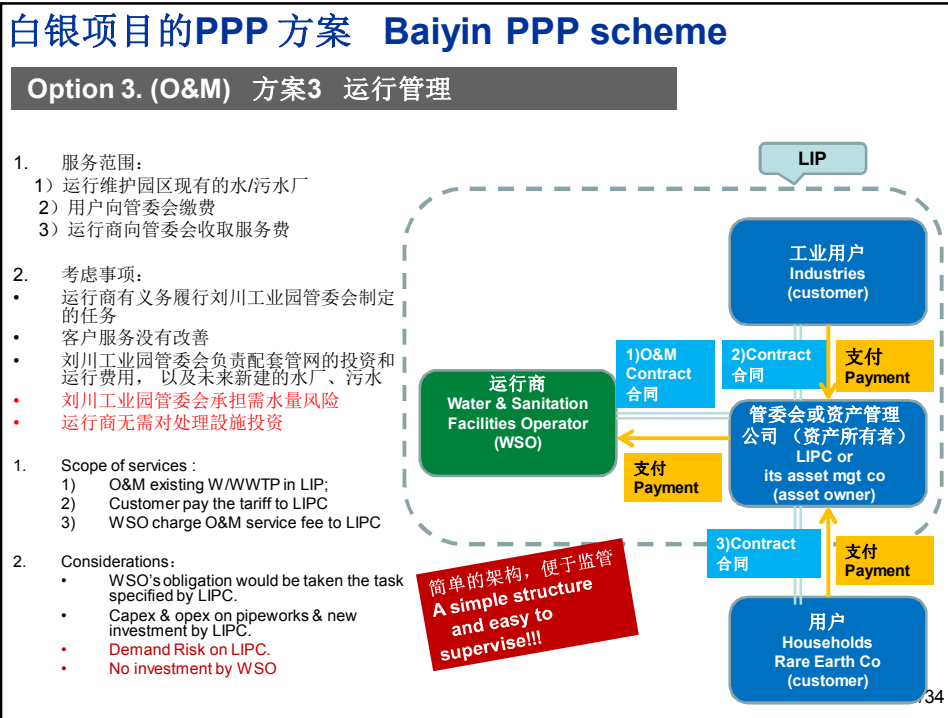 白银项目的PPP 方案 Baiyin PPP scheme
Option 3. (O&M) 方案3 运行管理
1. 服务范围：
1）运行维护园区现有的水/污水厂
2）用户向管委会缴费
3）运行商向管委会收取服务费
2. 考虑事项：
• 运行商有义务履行刘川工业园管委会制定
的任务
• 客户服务没有改善
• 刘川工业园管委会负责配套管网的投资和
运行费用， 以及未来新建的水厂、污水
• 刘川工业园管委会承担需水量风险
• 运行商无需对处理設施投资
1. Scope of services :
1) O&M existing W/WWTP in LIP;
2) Customer pay the tariff to LIPC
3) WSO charge O&M service fee to LIPC
2. Considerations：
• WSO's obligation would be taken the task
specified by LIPC.
• Capex & opex on pipeworks & new
investment by LIPC.
• Demand Risk on LIPC.
• No investment by WSO
LIP
工业用户
Industries
(customer)
1)O&M
Contract
合同
2)Contract
合同
支付
Payment
运行商
Water & Sanitation
Facilities Operator
(WSO)
管委会或资产管理
公司 （资产所有者）
LIPC or
its asset mgt co
(asset owner)
支付
Payment
3)Contract
合同
支付
Payment
简单的架构，便于监管
A simple structure
and easy to
supervise!!!
用户
Households
Rare Earth Co
(customer)
/34